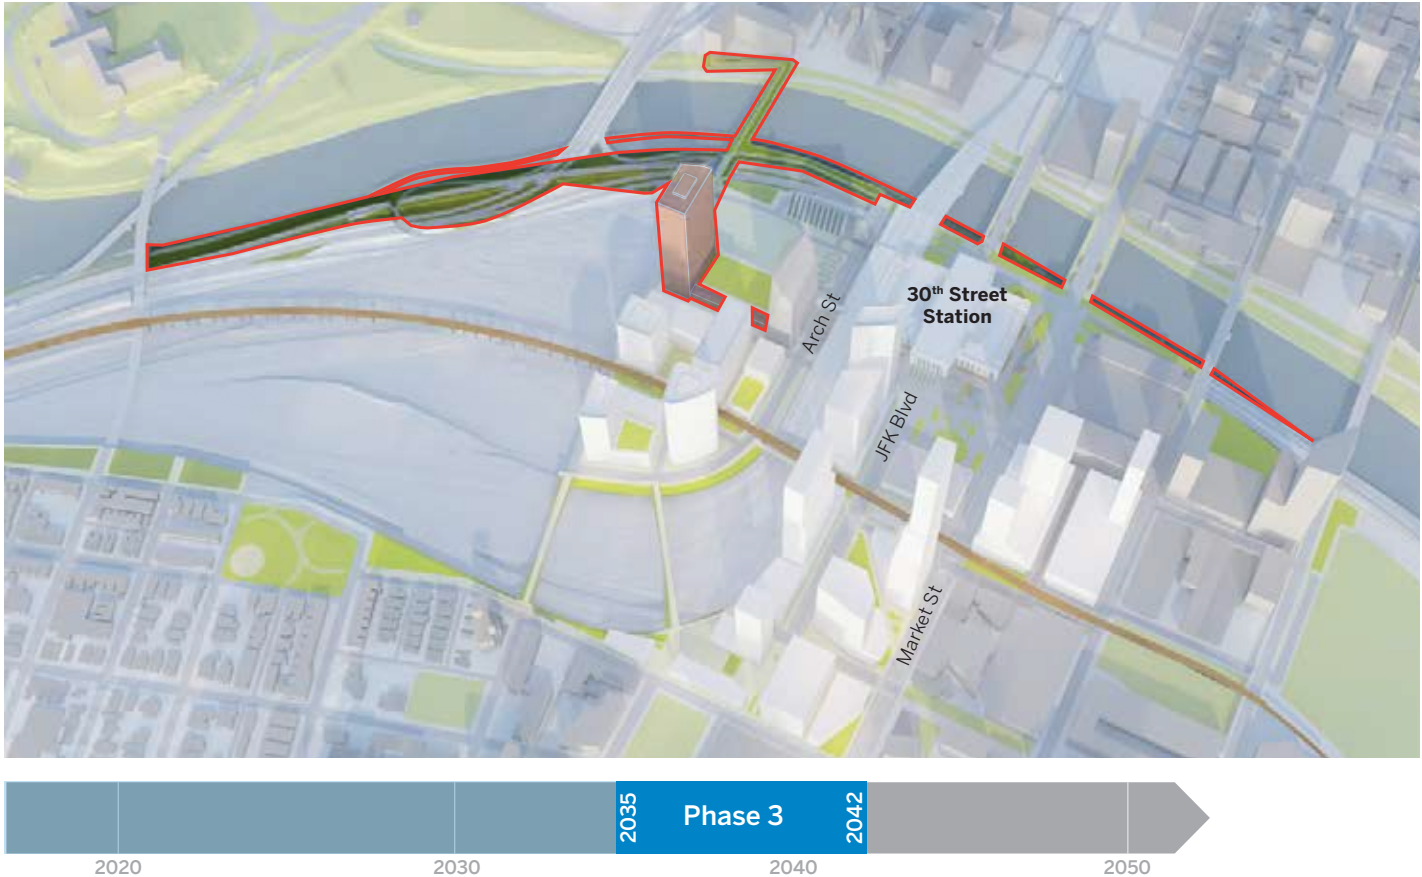 30th Street
Station
Arch St
JFK Blvd
Market St
2035
Phase 3
2042
2020
2030
2040
2050